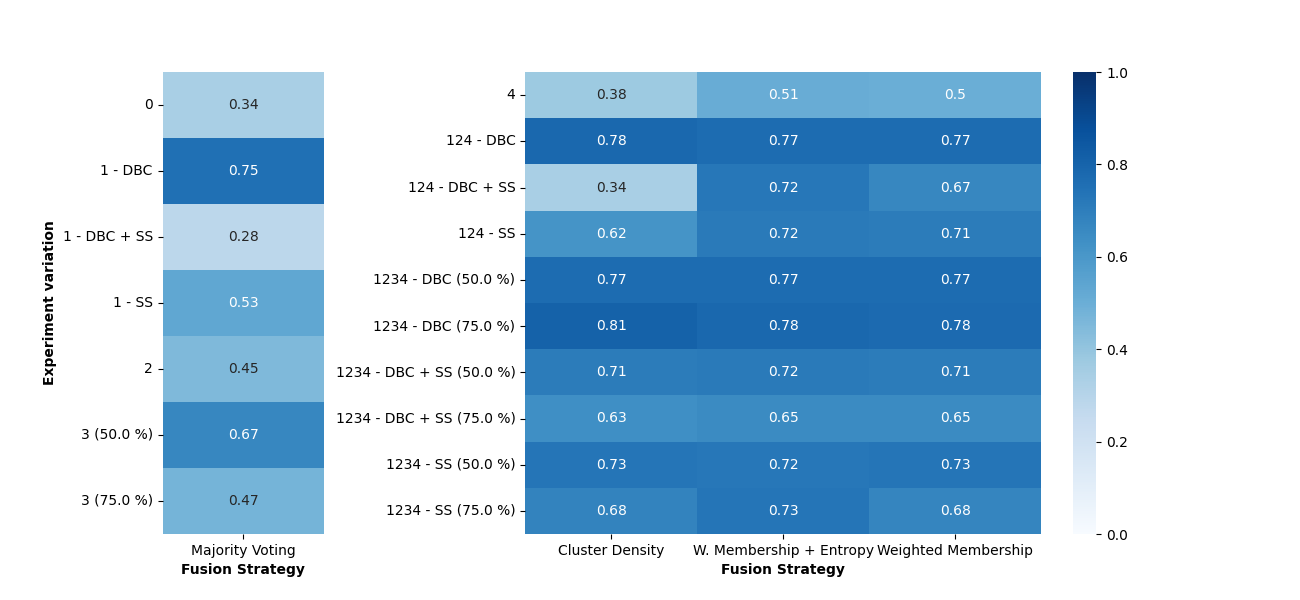 Experiment variation
0 0.34
1 - DBC 0.75
1 - DBC + SS 0.28
1 - SS 0.53
2 0.45
3 (50.0 %) 0.67
3 (75.0 %) 0.47
Majority Voting
Fusion Strategy
4 0.38 0.51 0.5
124 - DBC 0.78 0.77 0.77
124 - DBC + SS 0.34 0.72 0.67
124 - SS 0.62 0.72 0.71
1234 - DBC (50.0 %) 0.77 0.77 0.77
1234 - DBC (75.0 %) 0.81 0.78 0.78
1234 - DBC + SS (50.0 %) 0.71 0.72 0.71
1234 - DBC + SS (75.0 %) 0.63 0.65 0.65
1234 - SS (50.0 %) 0.73 0.72 0.73
1234 - SS (75.0 %) 0.68 0.73 0.68
Cluster Density W. Membership + Entropy Weighted Membership
Fusion Strategy
1.0
0.8
0.6
0.4
0.2
0.0